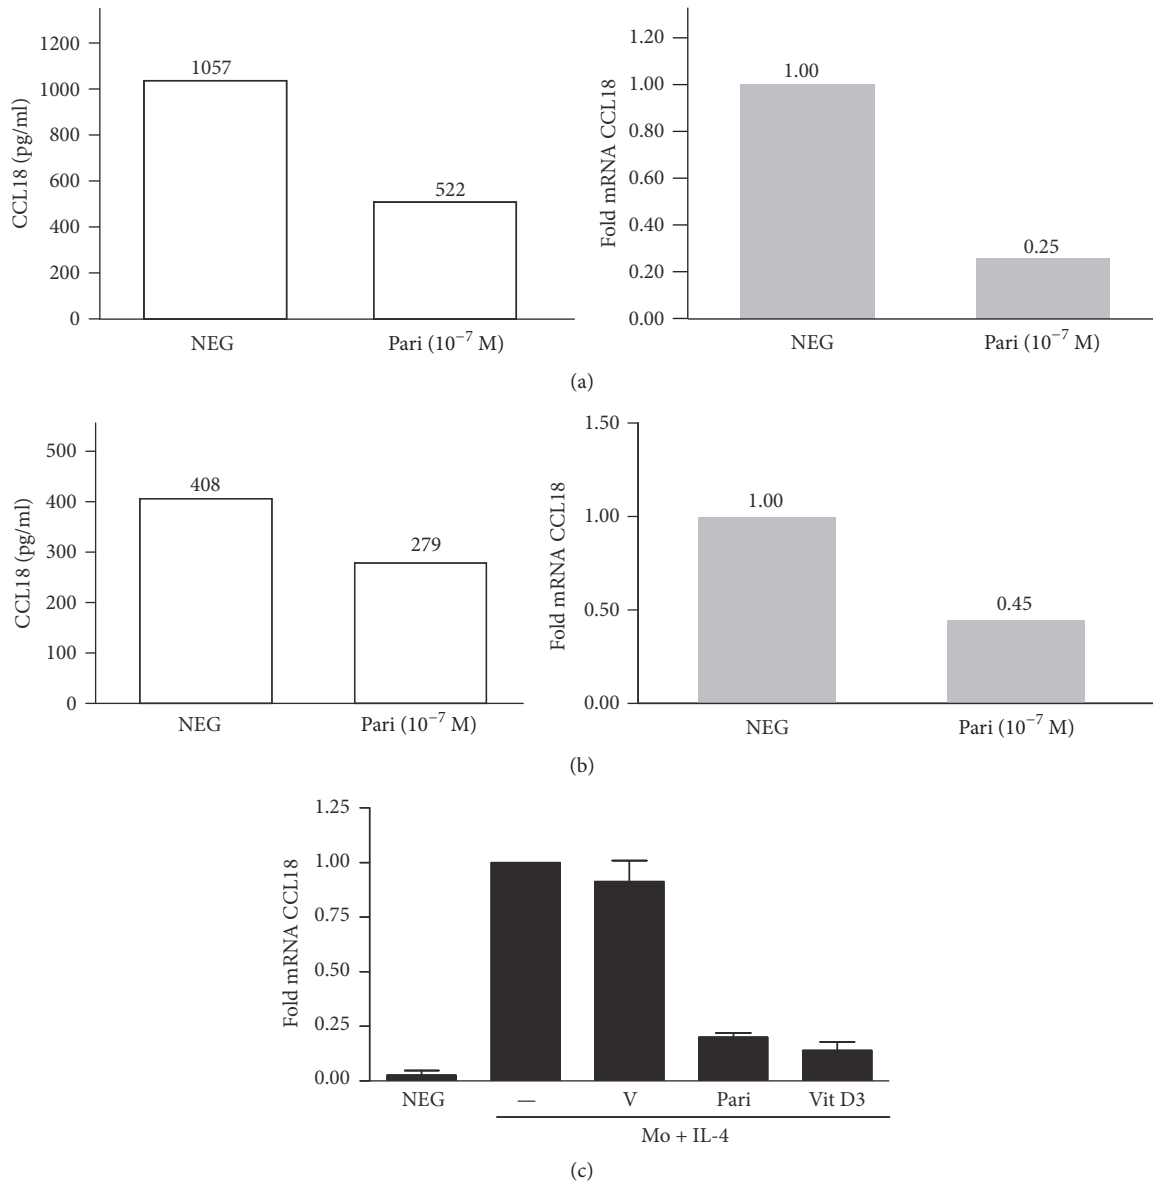 CCL18 (pg/ml)
1200
1000
800
600
400
200
0
1057
522
NEG
Pari (10⁻⁷ M)
Fold mRNA CCL18
1.20
1.00
0.80
0.60
0.40
0.20
0.00
1.00
0.25
NEG
Pari (10⁻⁷ M)
(a)
CCL18 (pg/ml)
500
400
300
200
100
0
408
279
NEG
Pari (10⁻⁷ M)
Fold mRNA CCL18
1.50
1.00
0.50
0.00
1.00
0.45
NEG
Pari (10⁻⁷ M)
(b)
Fold mRNA CCL18
1.25
1.00
0.75
0.50
0.25
0.00
NEG — V Pari Vit D3
Mo + IL-4
(c)